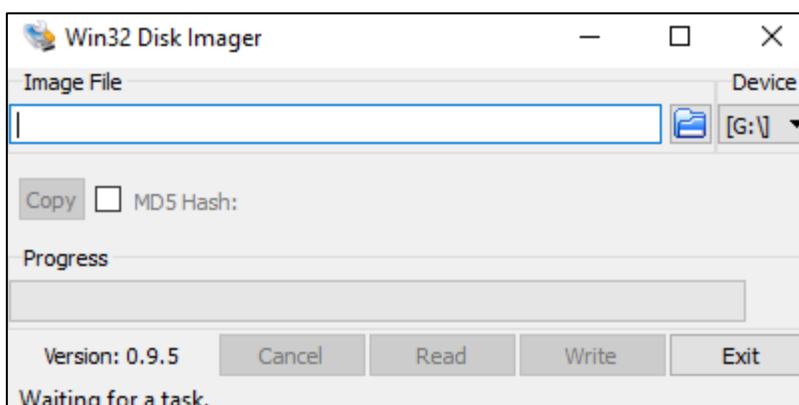 Win32 Disk Imager
Image File Device
[G:\]
Copy MD5 Hash:
Progress
Version: 0.9.5 Cancel Read Write Exit
Waiting for a task.